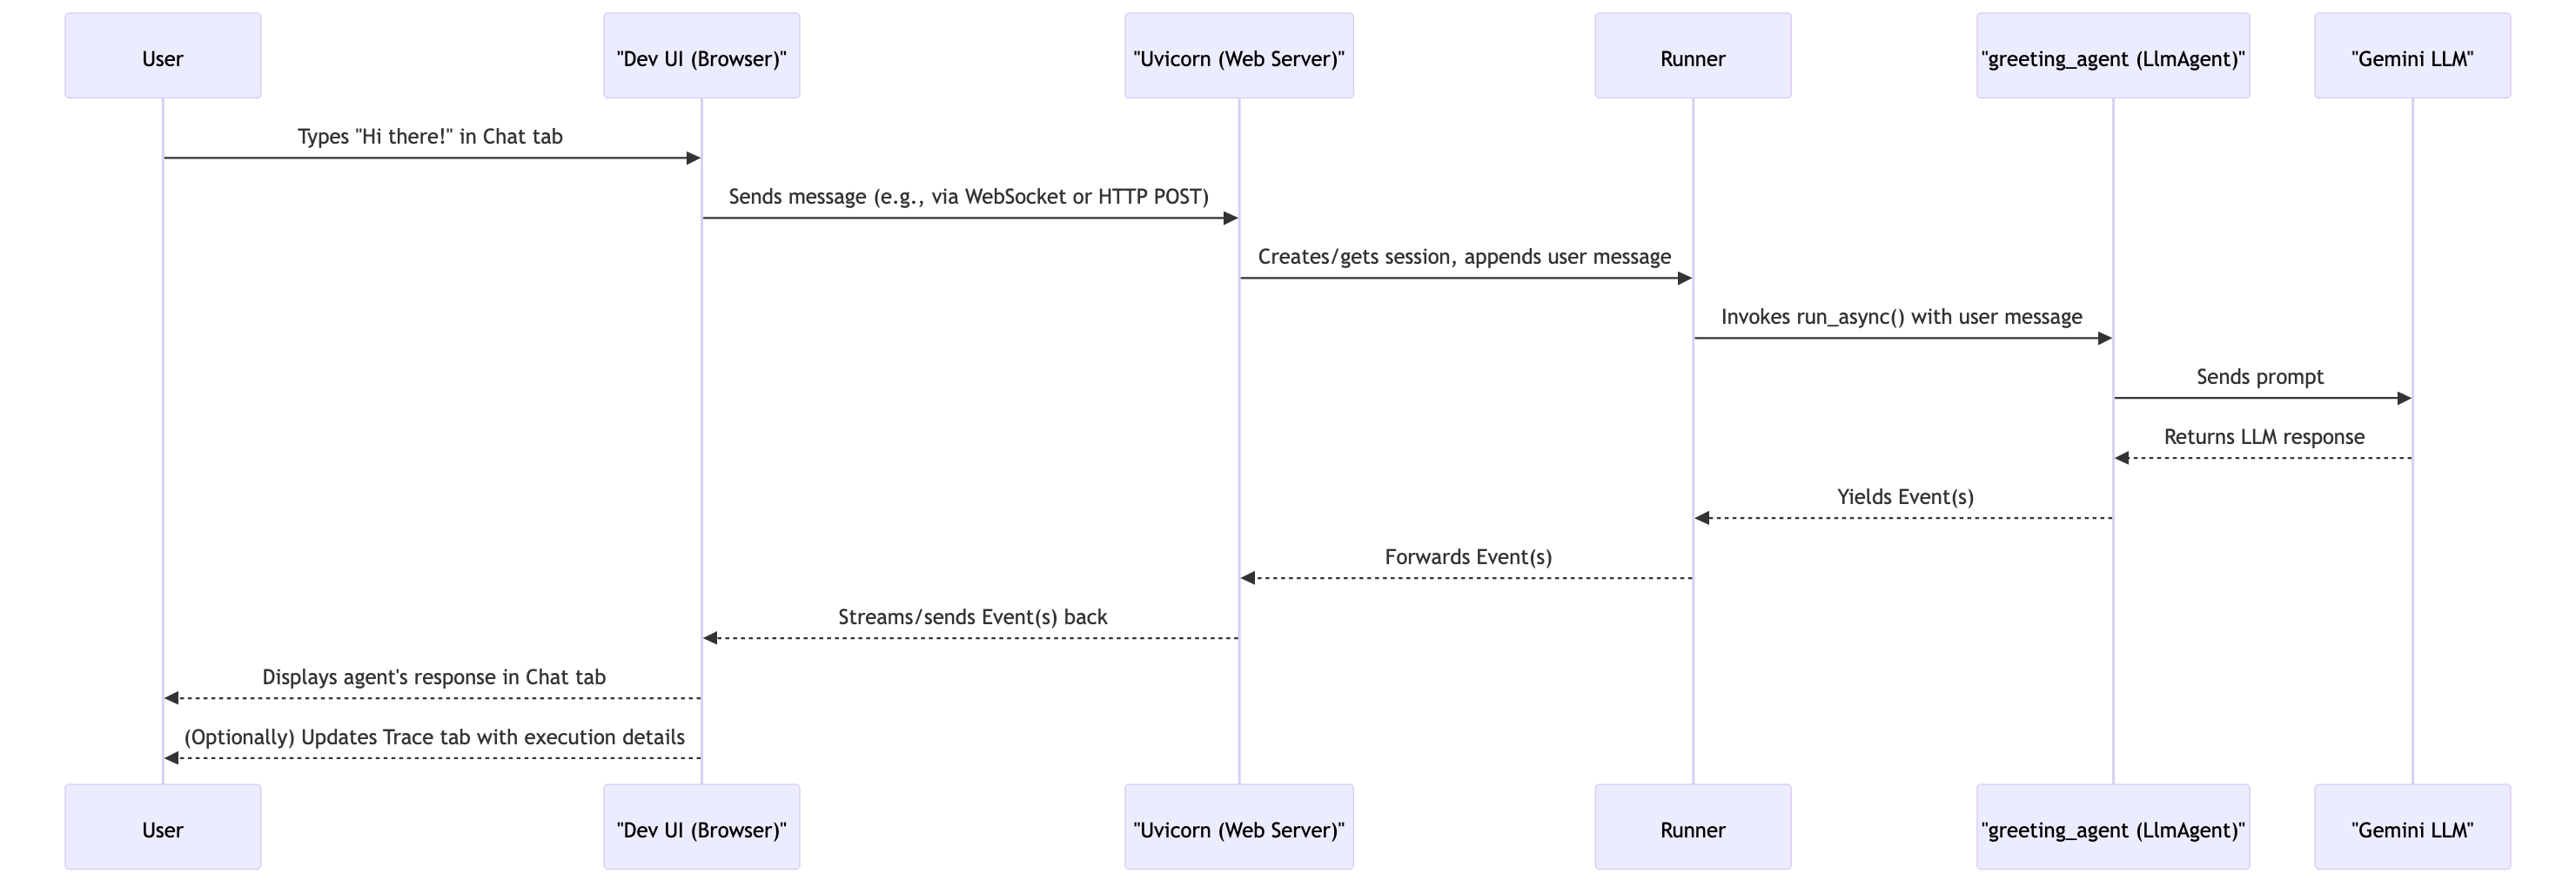 User
"Dev UI (Browser)"
"Uvicorn (Web Server)"
Runner
"greeting_agent (LlmAgent)"
"Gemini LLM"
Types "Hi there!" in Chat tab
Sends message (e.g., via WebSocket or HTTP POST)
Creates/gets session, appends user message
Invokes run_async() with user message
Sends prompt
Returns LLM response
Yields Event(s)
Forwards Event(s)
Streams/sends Event(s) back
Displays agent's response in Chat tab
(Optionally) Updates Trace tab with execution details
User
"Dev UI (Browser)"
"Uvicorn (Web Server)"
Runner
"greeting_agent (LlmAgent)"
"Gemini LLM"